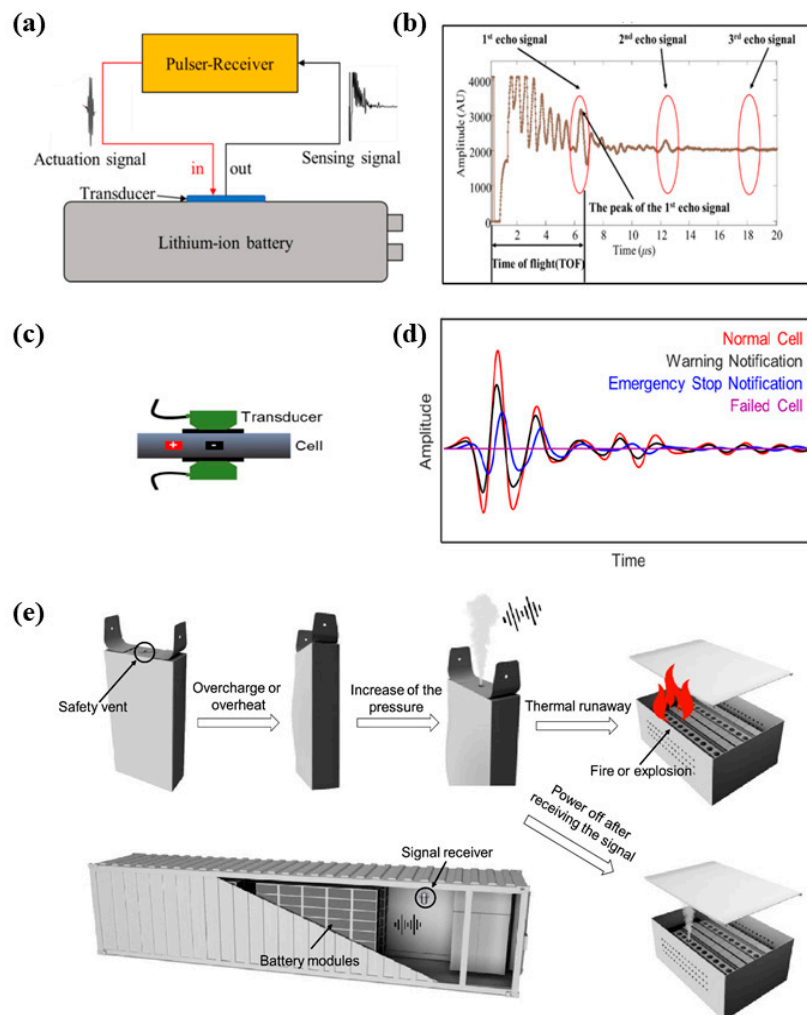 (a)
Pulser-Receiver
Actuation signal
in
out
Sensing signal
Transducer
Lithium-ion battery
(b)
1st echo signal
2nd echo signal
3rd echo signal
Amplitude (AU)
4000
3000
2000
0
The peak of the 1st echo signal
2 4 6 8 10 12 14 16 18 20
Time (μs)
Time of flight(TOF)
(c)
Transducer
+
-
Cell
(d)
Normal Cell
Warning Notification
Emergency Stop Notification
Failed Cell
Amplitude
Time
(e)
Safety vent
Overcharge or
overheat
Increase of the
pressure
Thermal runaway
Fire or explosion
Power off after
receiving the signal
Signal receiver
Battery modules